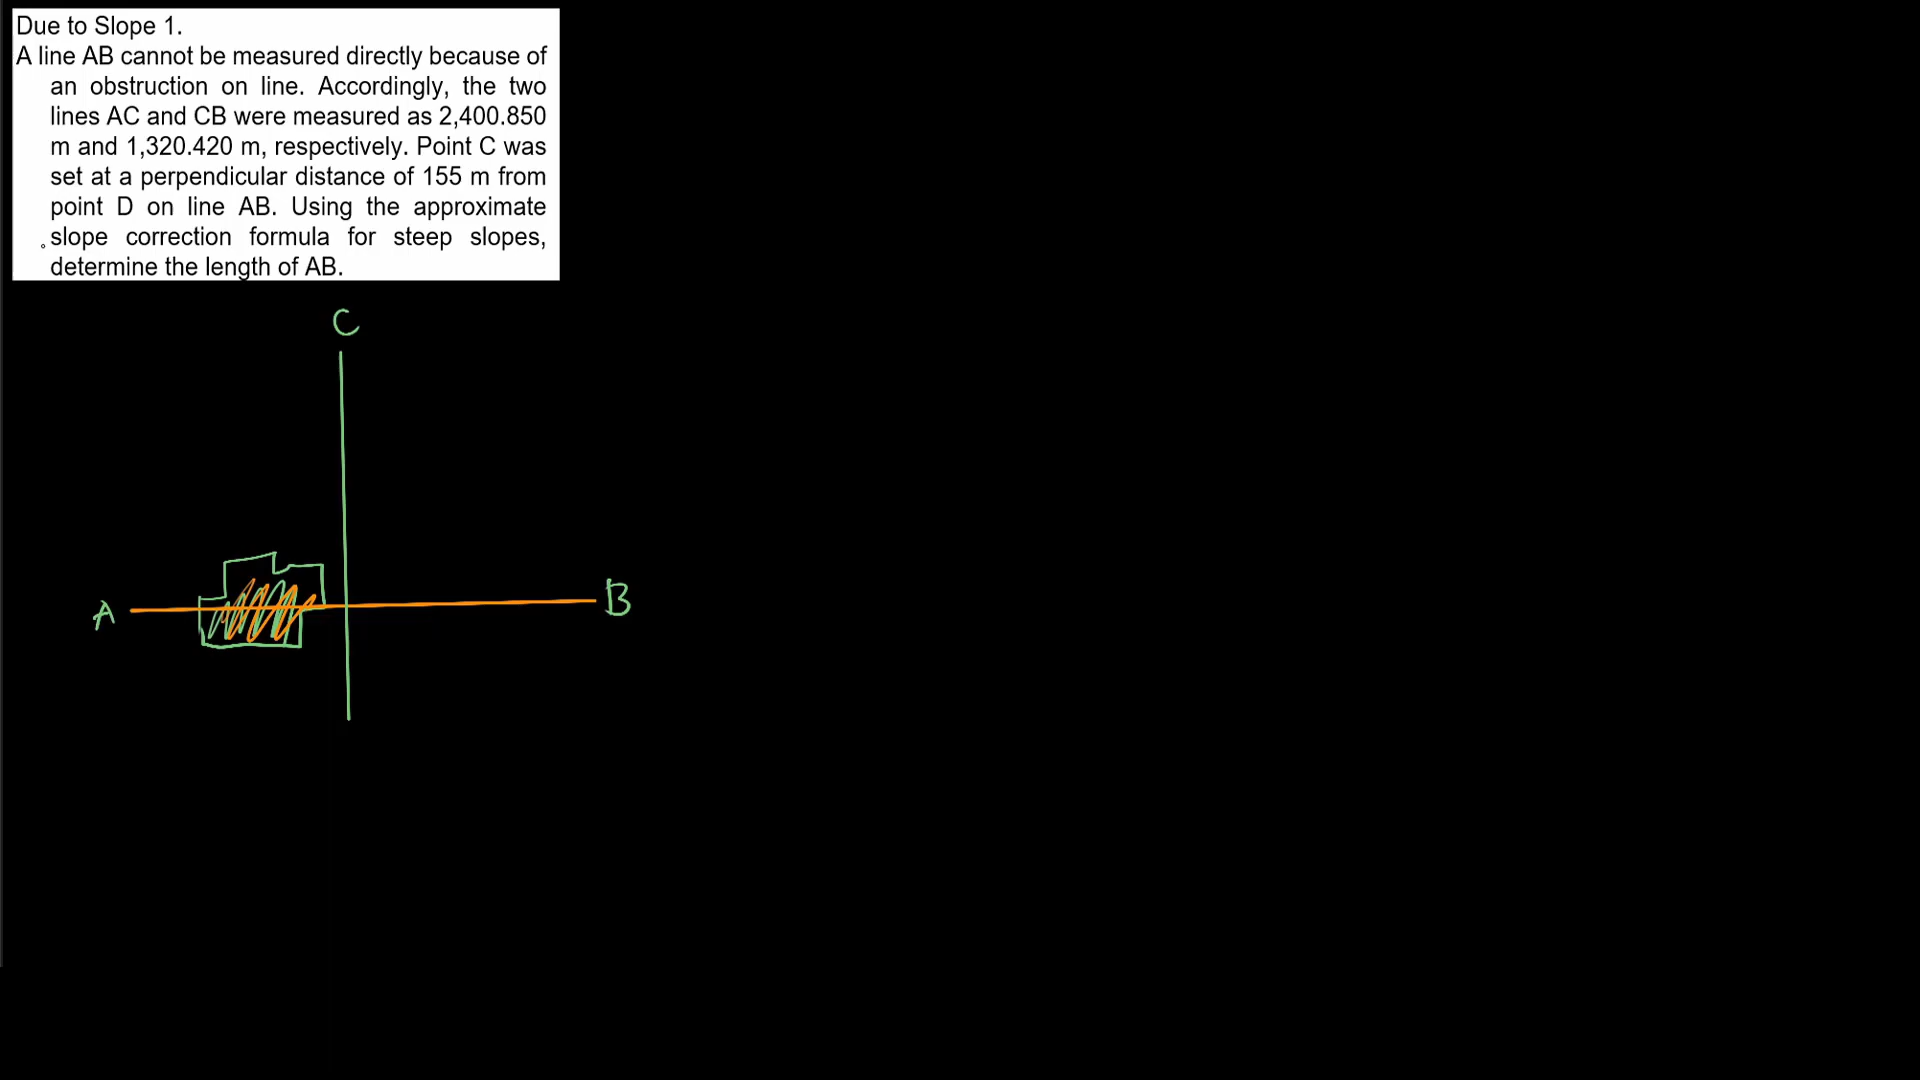 Due to Slope 1.
A line AB cannot be measured directly because of
an obstruction on line. Accordingly, the two
lines AC and CB were measured as 2,400.850
m and 1,320.420 m, respectively. Point C was
set at a perpendicular distance of 155 m from
point D on line AB. Using the approximate
slope correction formula for steep slopes,
determine the length of AB.
C
A
B